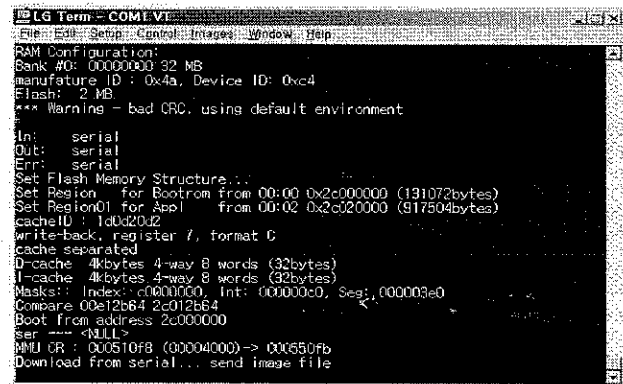 LG Term - COM1.VT
File Edit Setup Control Images Window Help
RAM Configuration:
Bank #0: 00000000 32 MB
manufature ID : 0x4a, Device ID: 0xc4
Flash: 2 MB
*** Warning - bad CRC, using default environment
In: serial
Out: serial
Err: serial
Set Flash Memory Structure...
Set Region for Bootrom from 00:00 0x2c000000 (131072bytes)
Set Region01 for Appl from 00:02 0x2c020000 (917504bytes)
cacheID : 1d0d20d2
write-back, register 7, format C
cache separated
D-cache 4kbytes 4-way 8 words (32bytes)
I-cache 4kbytes 4-way 8 words (32bytes)
Masks:: Index: c0000000, Int: 000000c0, Seg: 000003e0
Compare 00e12b64 2c012b64
Boot from address 2c000000
ser --- <NULL>
MMU CR : 000510f8 (00004000)-> 000550fb
Download from serial... send image file